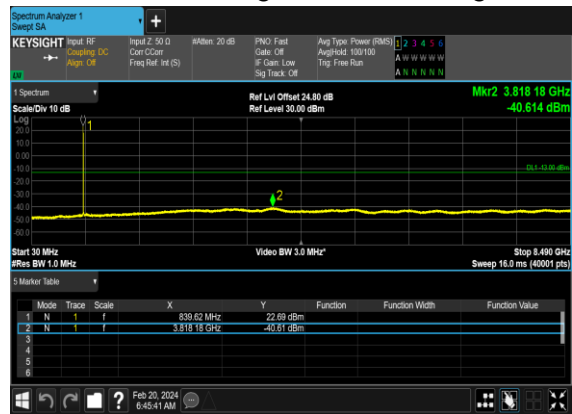 Spectrum Analyzer 1
Swept SA
+
KEYSIGHT
Input: RF
Coupling: DC
Align: Off
Input Z: 50 Ω
Corr CCorr
Freq Ref: Int (S)
#Atten: 20 dB
PNO: Fast
Gate: Off
IF Gain: Low
Sig Track: Off
Avg Type: Power (RMS)
Avg|Hold: 100/100
Trig: Free Run
1 2 3 4 5 6
A W W W W W
A N N N N N
1 Spectrum
Scale/Div 10 dB
Ref Lvl Offset 24.80 dB
Ref Level 30.00 dBm
Mkr2 3.818 18 GHz
-40.614 dBm
Log
20.0
10.0
0.00
-10.0
-20.0
-30.0
-40.0
-50.0
-60.0
1
2
DL1 -13.00 dBm
Start 30 MHz
#Res BW 1.0 MHz
Video BW 3.0 MHz*
Stop 8.490 GHz
Sweep 16.0 ms (40001 pts)
5 Marker Table
Mode Trace Scale X Y Function Function Width Function Value
1 N 1 f 839.62 MHz 22.69 dBm
2 N 1 f 3.818 18 GHz -40.61 dBm
3
4
5
6
?
Feb 20, 2024
6:45:41 AM